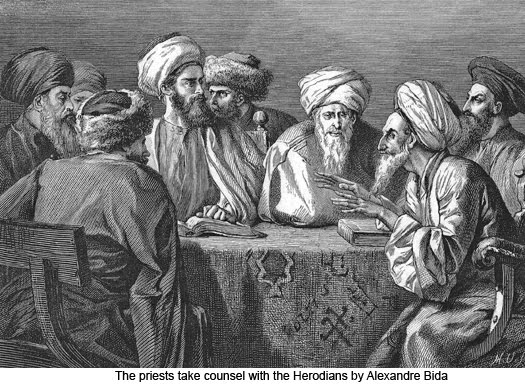 The priests take counsel with the Herodians by Alexandre Bida